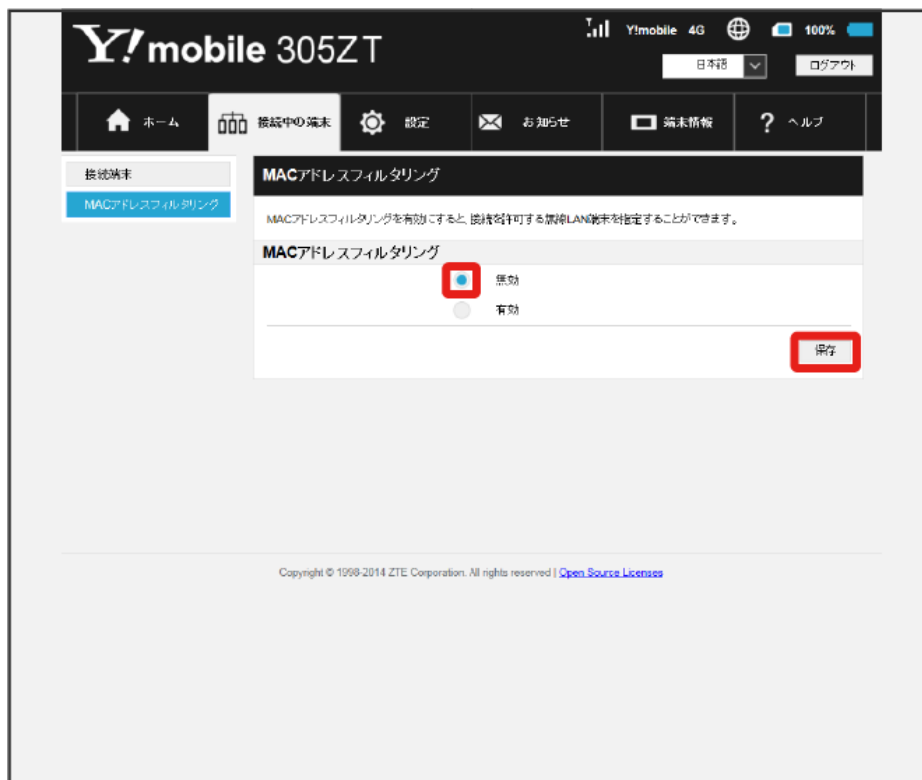 Y!mobile 4G 100%
Y!mobile 305ZT
日本語 ログアウト
ホーム 接続中の端末 設定 お知らせ 端末情報 ? ヘルプ
接続端末
MACアドレスフィルタリング
MACアドレスフィルタリング
MACアドレスフィルタリングを有効にすると、接続を許可する無線LAN端末を指定することができます。
MACアドレスフィルタリング
無効
有効
保存
Copyright © 1998-2014 ZTE Corporation. All rights reserved | Open Source Licenses